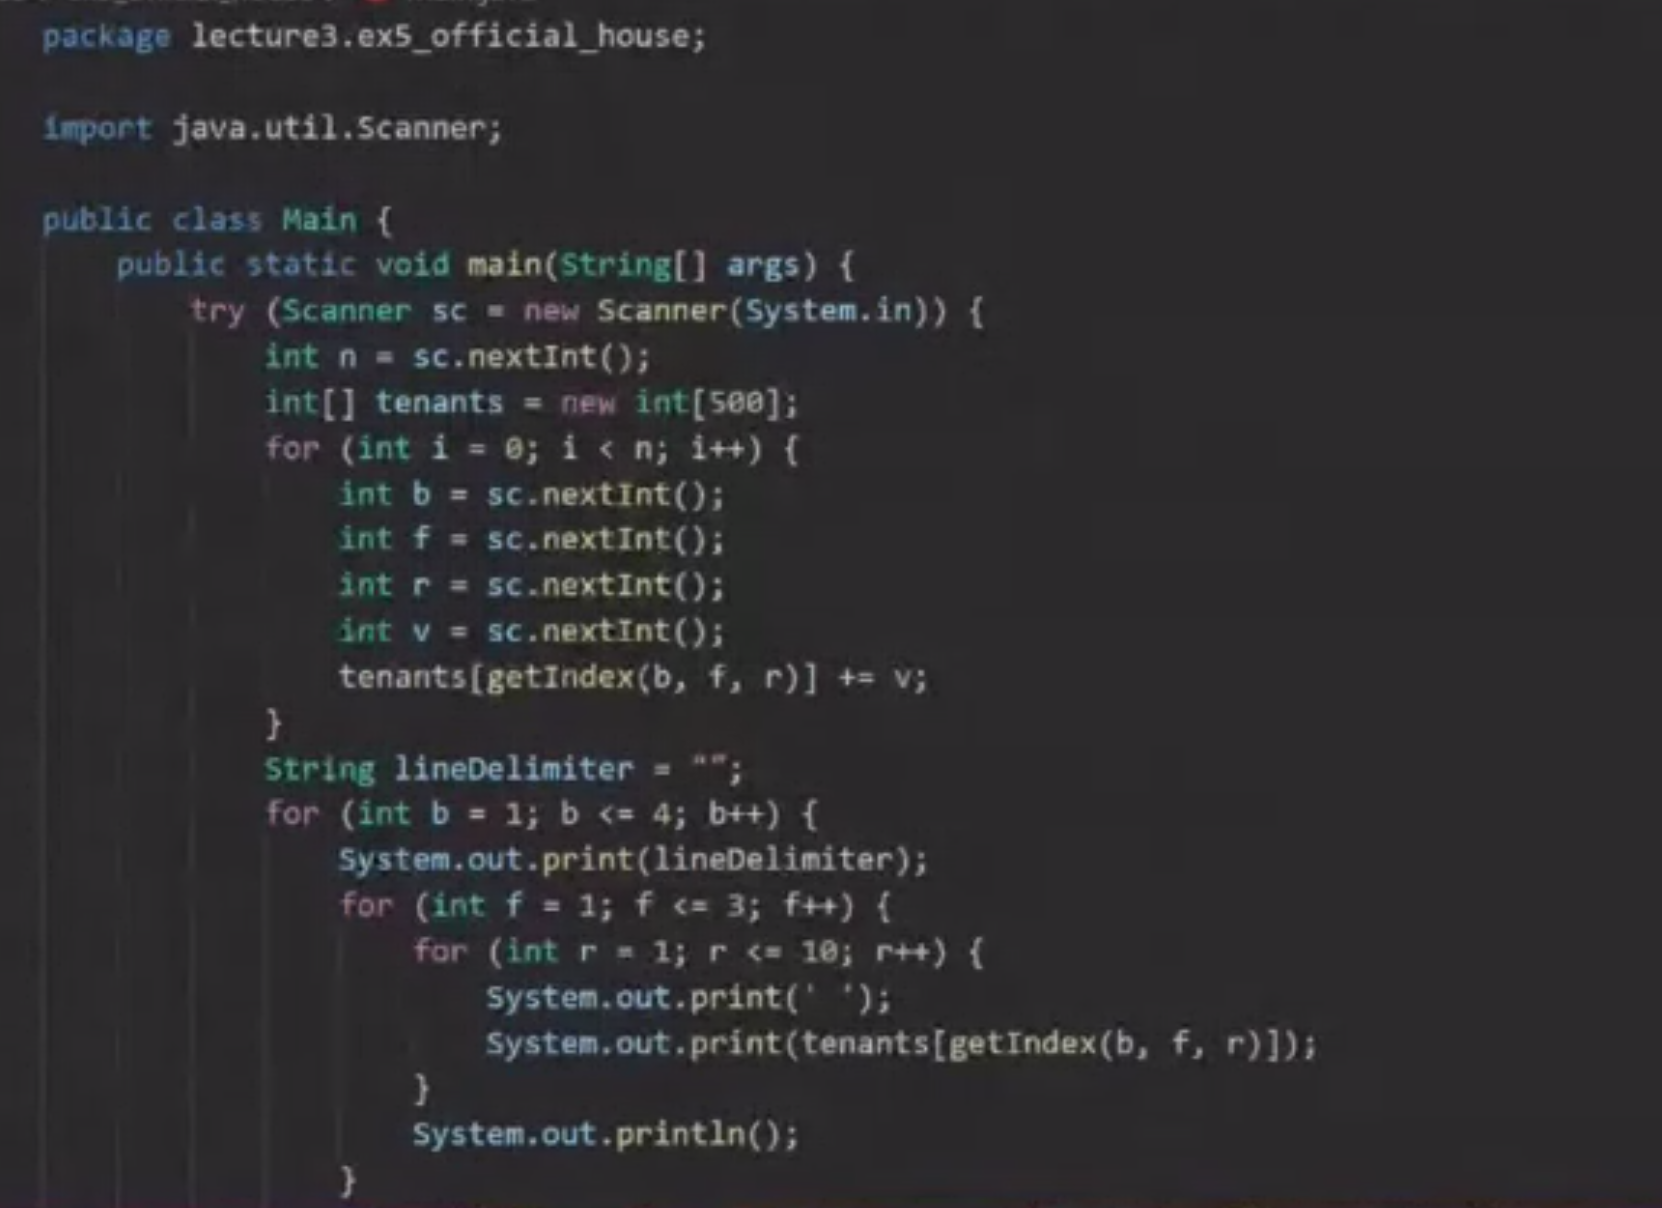 package lecture3.ex5_official_house;

import java.util.Scanner;

public class Main {
    public static void main(String[] args) {
        try (Scanner sc = new Scanner(System.in)) {
            int n = sc.nextInt();
            int[] tenants = new int[500];
            for (int i = 0; i < n; i++) {
                int b = sc.nextInt();
                int f = sc.nextInt();
                int r = sc.nextInt();
                int v = sc.nextInt();
                tenants[getIndex(b, f, r)] += v;
            }
            String lineDelimiter = "";
            for (int b = 1; b <= 4; b++) {
                System.out.print(lineDelimiter);
                for (int f = 1; f <= 3; f++) {
                    for (int r = 1; r <= 10; r++) {
                        System.out.print(' ');
                        System.out.print(tenants[getIndex(b, f, r)]);
                    }
                    System.out.println();
                }